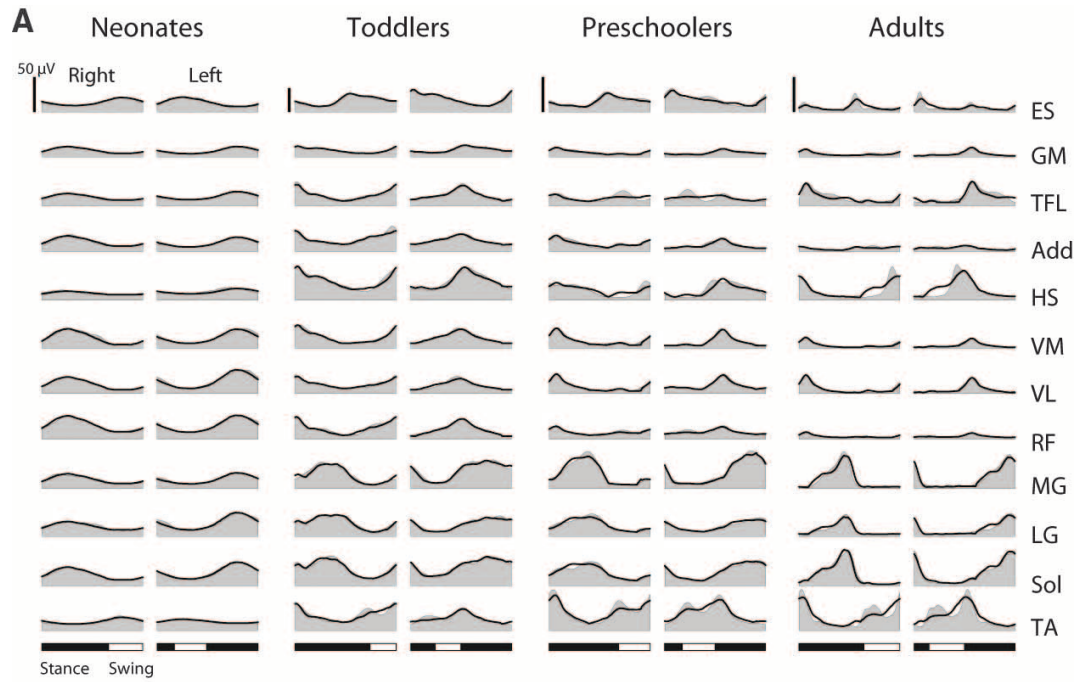 A
Neonates Toddlers Preschoolers Adults
50 µV Right Left
ES
GM
TFL
Add
HS
VM
VL
RF
MG
LG
Sol
TA
Stance Swing